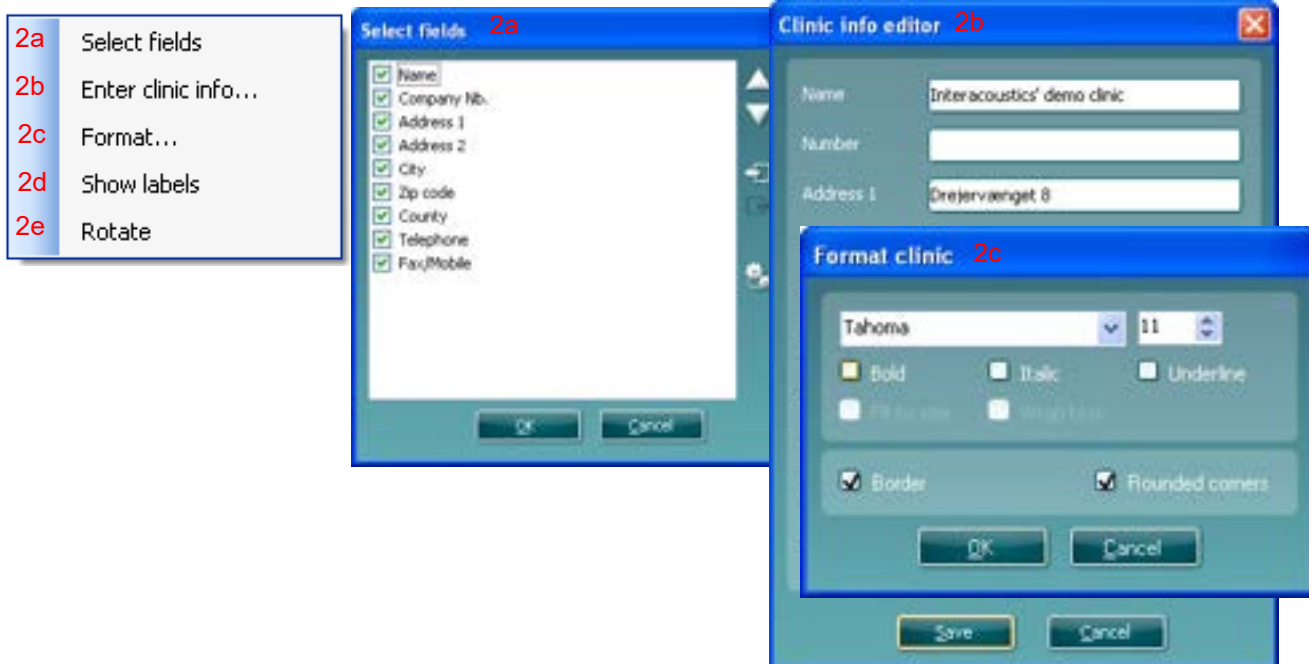 2a Select fields
2b Enter clinic info...
2c Format...
2d Show labels
2e Rotate
Select fields 2a
Name
Company Nb.
Address 1
Address 2
City
Zip code
County
Telephone
Fax/Mobile
OK Cancel
Clinic info editor 2b
Name Interacoustics' demo clinic
Number
Address 1 Drejervænget 8
Format clinic 2c
Tahoma 11
Bold Italic Underline
Border Rounded corners
OK Cancel
Save Cancel